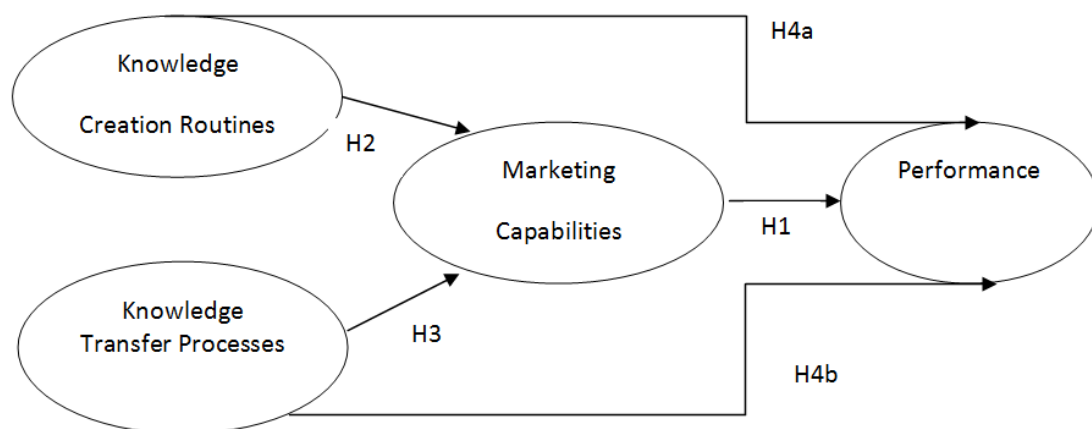 Knowledge
Creation Routines
H4a
H2
Marketing
Capabilities
Performance
H1
Knowledge
Transfer Processes
H3
H4b